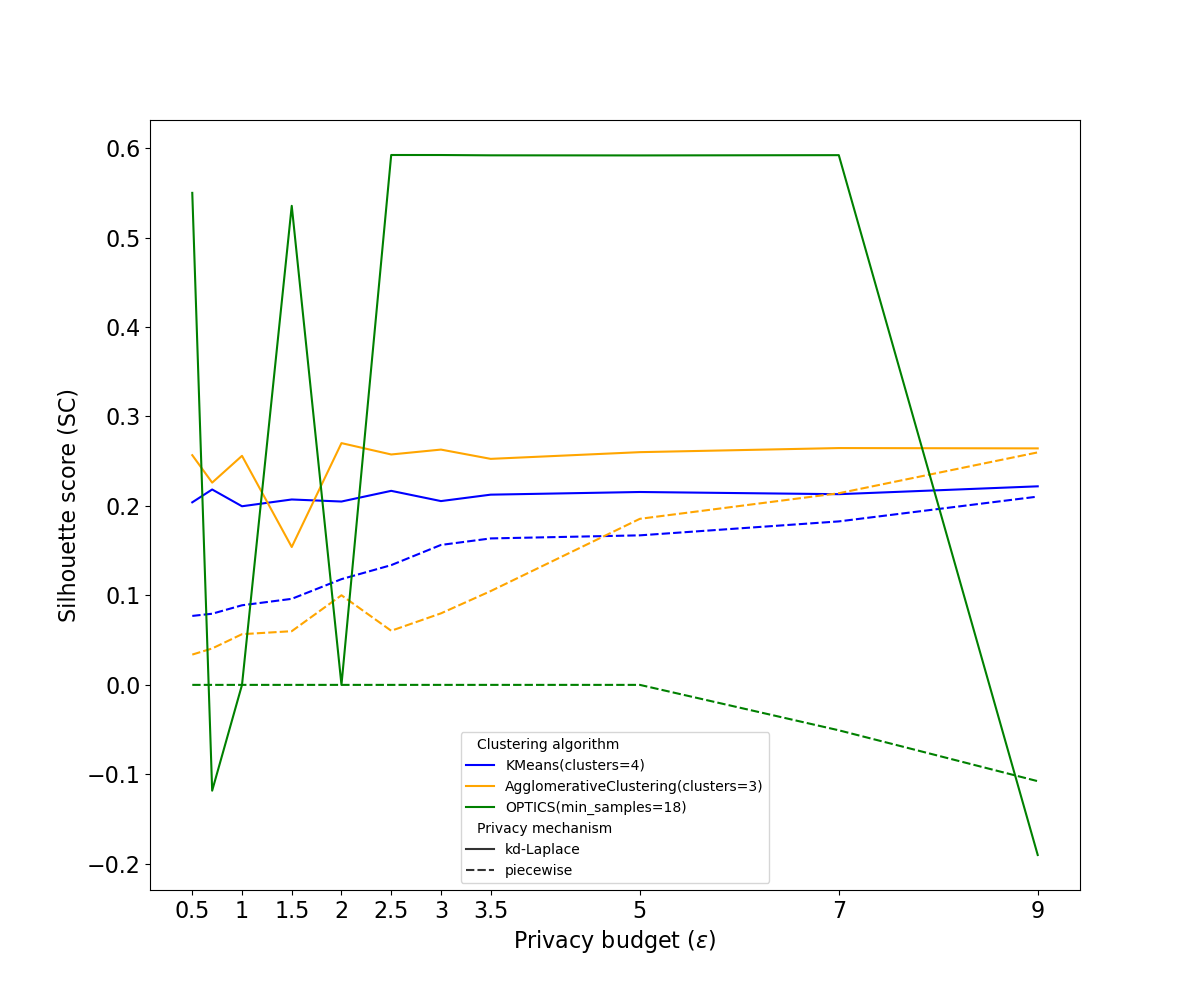 0.6
0.5
0.4
0.3
0.2
0.1
0.0
−0.1
−0.2
Silhouette score (SC)
Clustering algorithm
KMeans(clusters=4)
AgglomerativeClustering(clusters=3)
OPTICS(min_samples=18)
Privacy mechanism
kd-Laplace
piecewise
0.5 1 1.5 2 2.5 3 3.5 5 7 9
Privacy budget (ε)